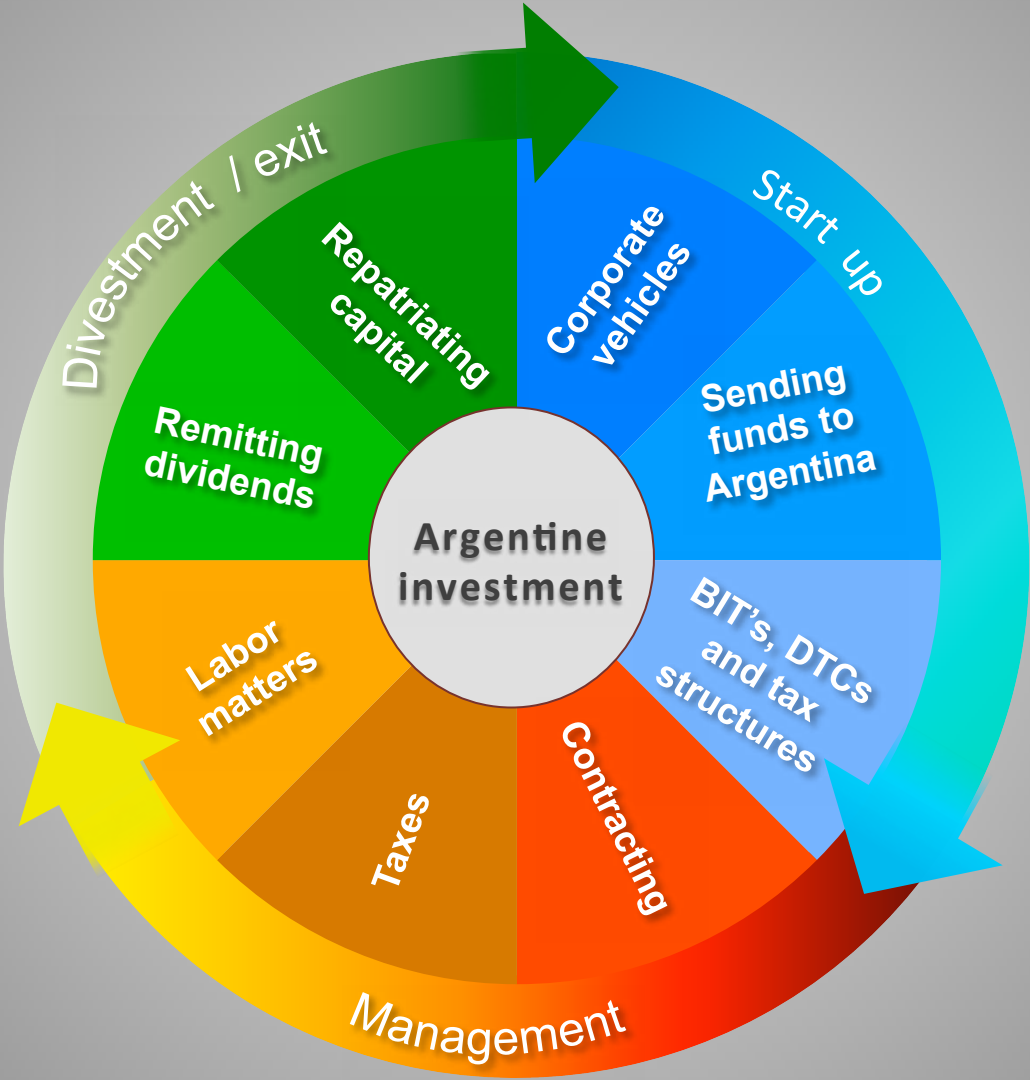 Start up
Corporate
vehicles
Sending
funds to
Argentina
BIT's, DTCs
and tax
structures
Management
Contracting
Taxes
Labor
matters
Divestment / exit
Remitting
dividends
Repatriating
capital
Argentine
investment